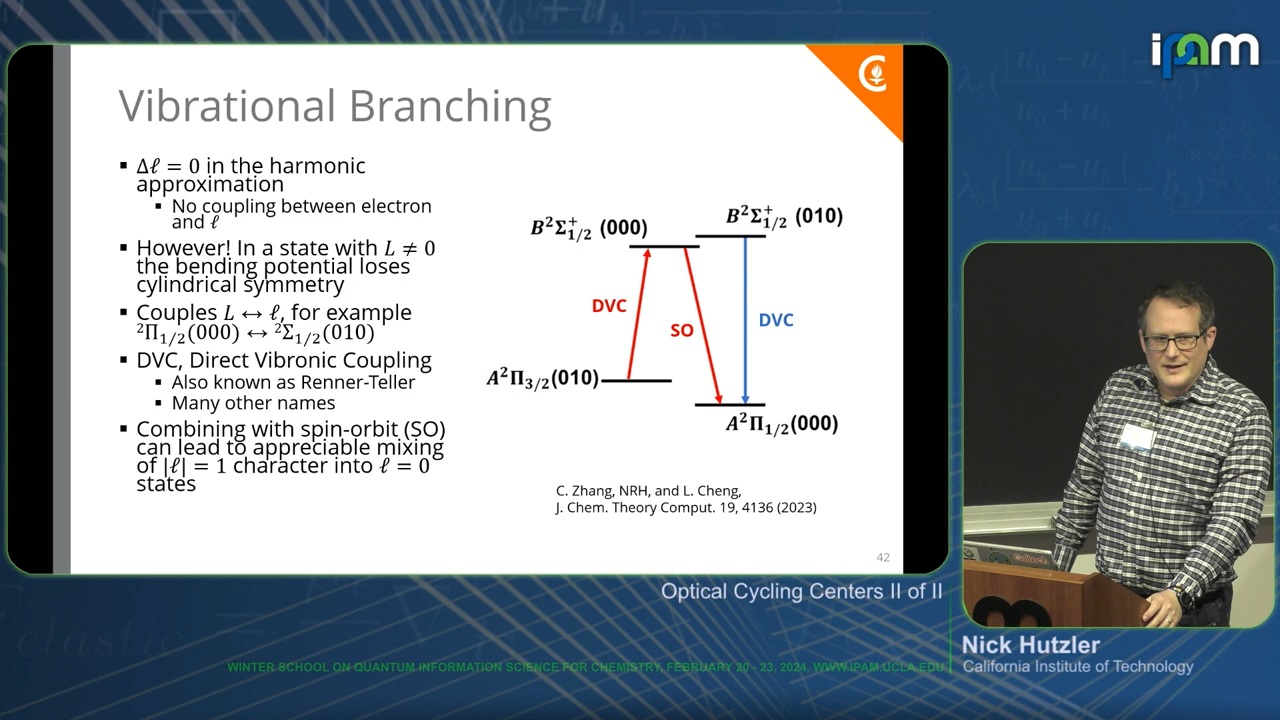 ipam
Vibrational Branching
▪ Δℓ = 0 in the harmonic
approximation
▪ No coupling between electron
and ℓ
▪ However! In a state with L ≠ 0
the bending potential loses
cylindrical symmetry
▪ Couples L ↔ ℓ, for example
²Π₁/₂(000) ↔ ²Σ₁/₂(010)
▪ DVC, Direct Vibronic Coupling
▪ Also known as Renner-Teller
▪ Many other names
▪ Combining with spin-orbit (SO)
can lead to appreciable mixing
of |ℓ| = 1 character into ℓ = 0
states
B²Σ⁺₁/₂ (000)
B²Σ⁺₁/₂ (010)
DVC
SO
DVC
A²Π₃/₂(010)
A²Π₁/₂(000)
C. Zhang, NRH, and L. Cheng,
J. Chem. Theory Comput. 19, 4136 (2023)
42
Optical Cycling Centers II of II
Nick Hutzler
California Institute of Technology
WINTER SCHOOL ON QUANTUM INFORMATION SCIENCE FOR CHEMISTRY, FEBRUARY 20 - 23, 2024, WWW.IPAM.UCLA.EDU